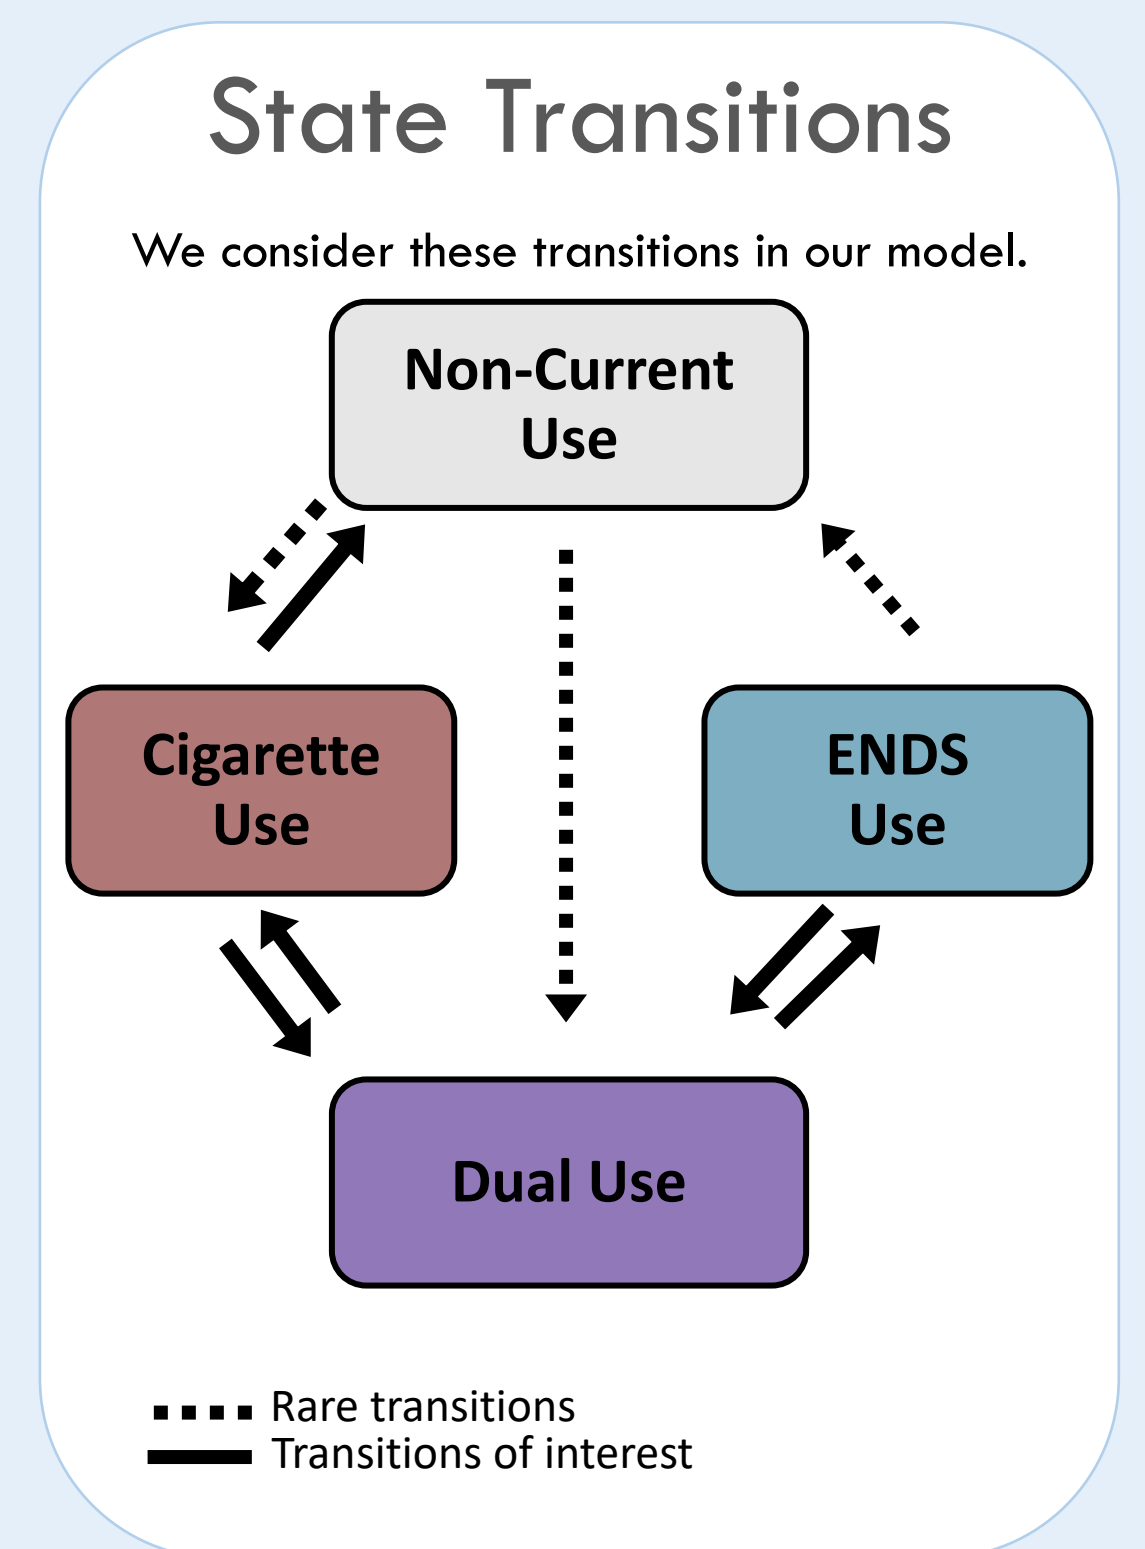 State Transitions
We consider these transitions in our model.
Non-Current
Use
Cigarette
Use
ENDS
Use
Dual Use
Rare transitions
Transitions of interest